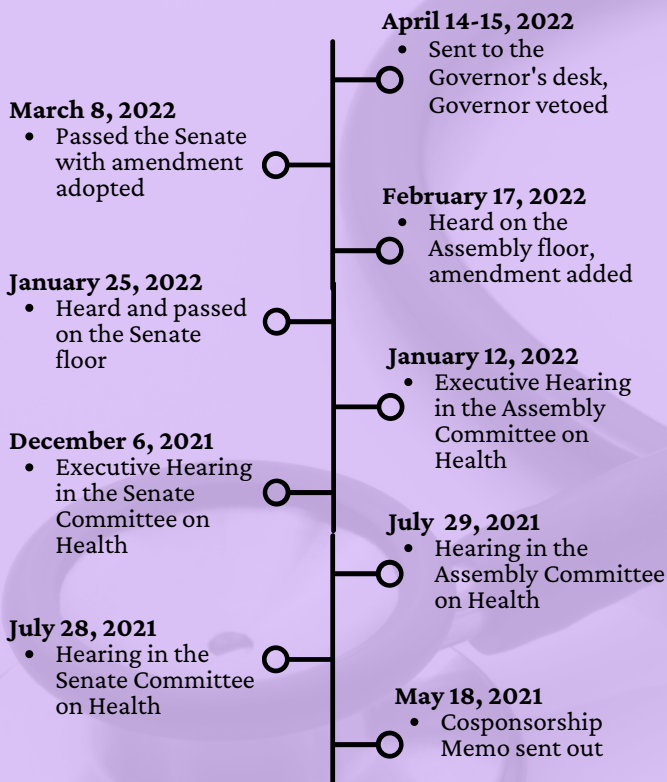 April 14-15, 2022
• Sent to the
Governor's desk,
Governor vetoed
March 8, 2022
• Passed the Senate
with amendment
adopted
February 17, 2022
• Heard on the
Assembly floor,
amendment added
January 25, 2022
• Heard and passed
on the Senate
floor
January 12, 2022
• Executive Hearing
in the Assembly
Committee on
Health
December 6, 2021
• Executive Hearing
in the Senate
Committee on
Health
July 29, 2021
• Hearing in the
Assembly Committee
on Health
July 28, 2021
• Hearing in the
Senate Committee
on Health
May 18, 2021
• Cosponsorship
Memo sent out